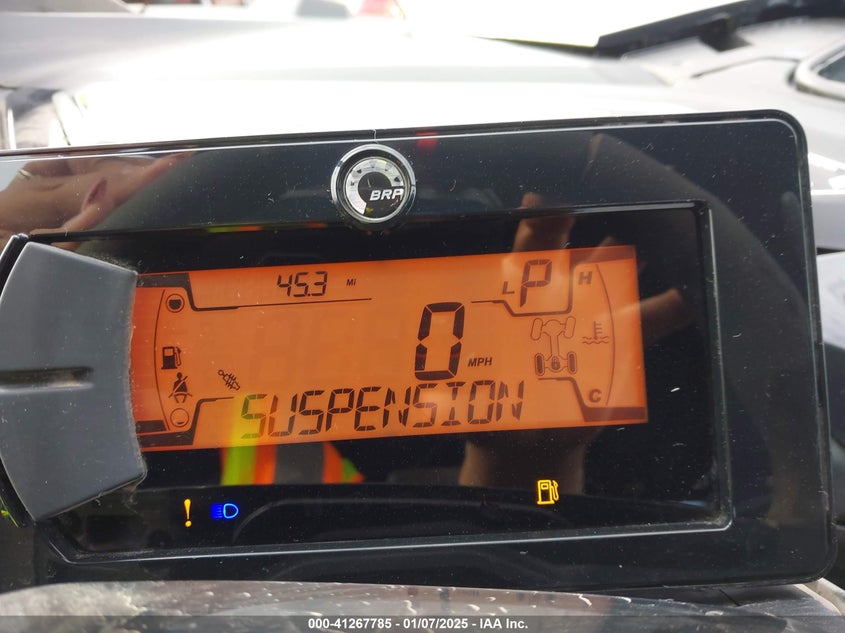 BRP
45.3 Mi
L P H
0 MPH
SUSPENSION
C
000-41267785 - 01/07/2025 - IAA Inc.